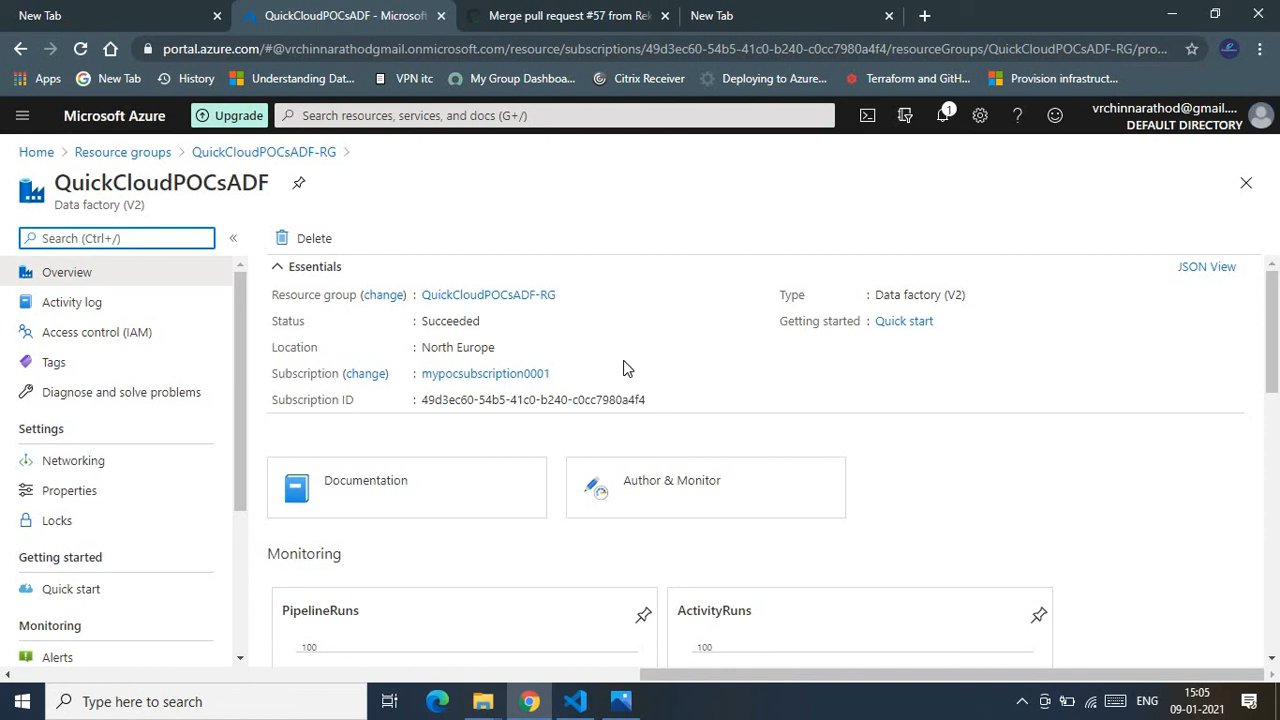 New Tab
QuickCloudPOCsADF - Microsoft
Merge pull request #57 from Rek
New Tab
portal.azure.com/#@vrchinnarathodgmail.onmicrosoft.com/resource/subscriptions/49d3ec60-54b5-41c0-b240-c0cc7980a4f4/resourceGroups/QuickCloudPOCsADF-RG/pro...
Apps
New Tab
History
Understanding Dat...
VPN itc
My Group Dashboa...
Citrix Receiver
Deploying to Azure...
Terraform and GitH...
Provision infrastruct...
Microsoft Azure
Upgrade
Search resources, services, and docs (G+/)
1
vrchinnarathod@gmail....
DEFAULT DIRECTORY
Home > Resource groups > QuickCloudPOCsADF-RG >
QuickCloudPOCsADF
Data factory (V2)
Search (Ctrl+/)
Delete
Overview
Activity log
Access control (IAM)
Tags
Diagnose and solve problems
Settings
Networking
Properties
Locks
Getting started
Quick start
Monitoring
Alerts
Essentials
JSON View
Resource group (change) : QuickCloudPOCsADF-RG
Status : Succeeded
Location : North Europe
Subscription (change) : mypocsubscription0001
Subscription ID : 49d3ec60-54b5-41c0-b240-c0cc7980a4f4
Type : Data factory (V2)
Getting started : Quick start
Documentation
Author & Monitor
Monitoring
PipelineRuns
100
ActivityRuns
100
Type here to search
ENG
15:05
09-01-2021